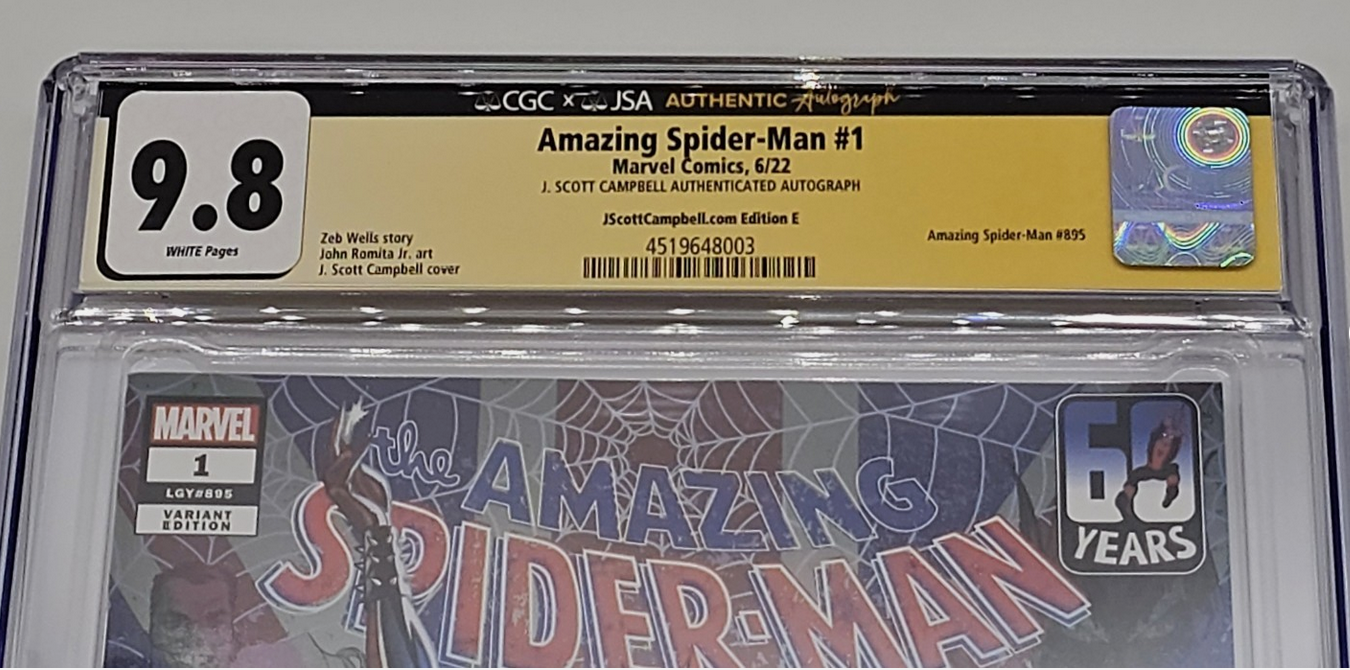 CGC x JSA AUTHENTIC Autograph
9.8
WHITE Pages
Amazing Spider-Man #1
Marvel Comics, 6/22
J. SCOTT CAMPBELL AUTHENTICATED AUTOGRAPH
JScottCampbell.com Edition E
4519648003
Zeb Wells story
John Romita Jr. art
J. Scott Campbell cover
Amazing Spider-Man #895
MARVEL
1
LGY#895
VARIANT
EDITION
the AMAZING
SPIDER-MAN
60
YEARS